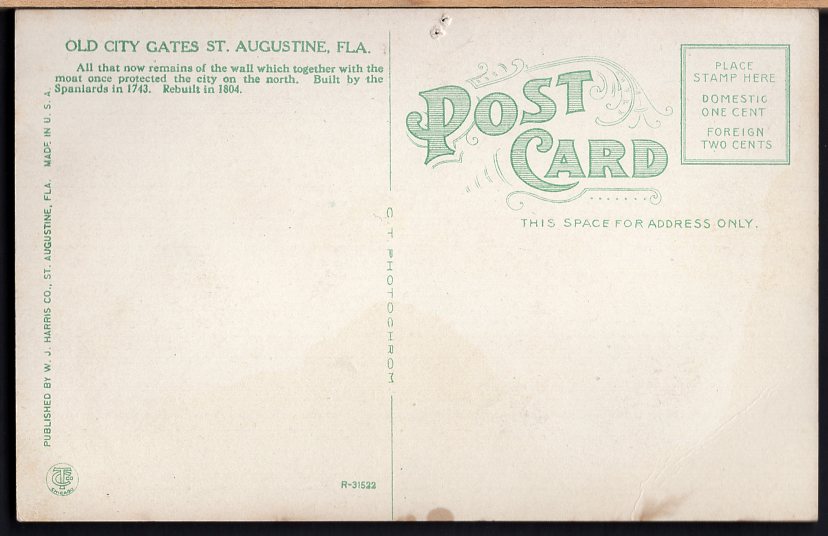 OLD CITY GATES ST. AUGUSTINE, FLA.
All that now remains of the wall which together with the
moat once protected the city on the north. Built by the
Spaniards in 1743. Rebuilt in 1804.
PUBLISHED BY W. J. HARRIS CO., ST. AUGUSTINE, FLA. MADE IN U. S. A.
CT
CHICAGO
R-31522
C T PHOTOCHROM
POST
CARD
THIS SPACE FOR ADDRESS ONLY.
PLACE
STAMP HERE
DOMESTIC
ONE CENT
FOREIGN
TWO CENTS